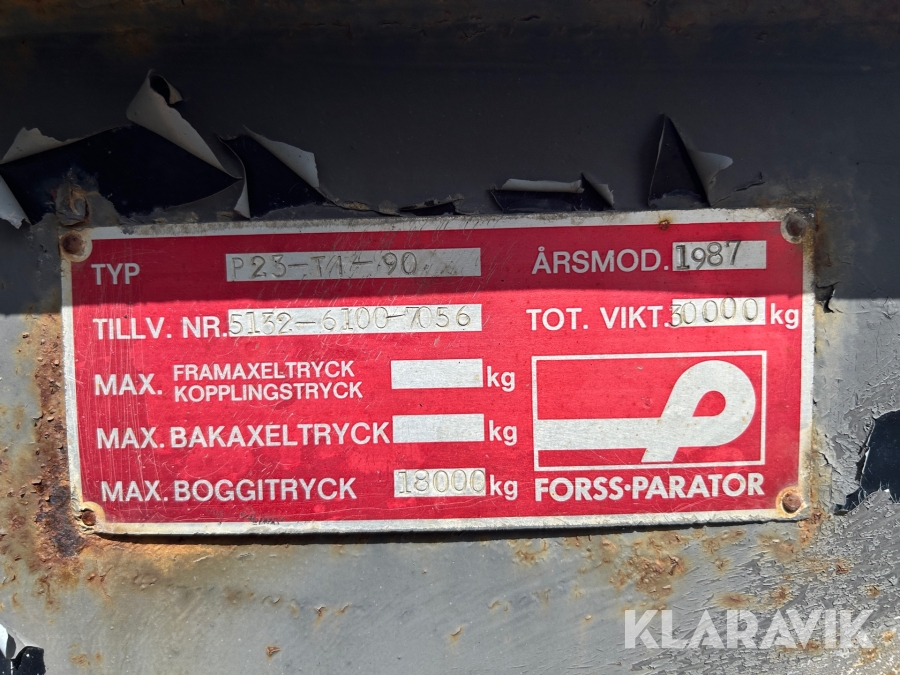 TYP P23-T1-90 ÅRSMOD. 1987
TILLV. NR. 5132-6100-7056 TOT. VIKT. 30000 kg
MAX. FRAMAXELTRYCK
KOPPLINGSTRYCK kg
MAX. BAKAXELTRYCK kg
MAX. BOGGITRYCK 18000 kg
FORSS·PARATOR
KLARAVIK